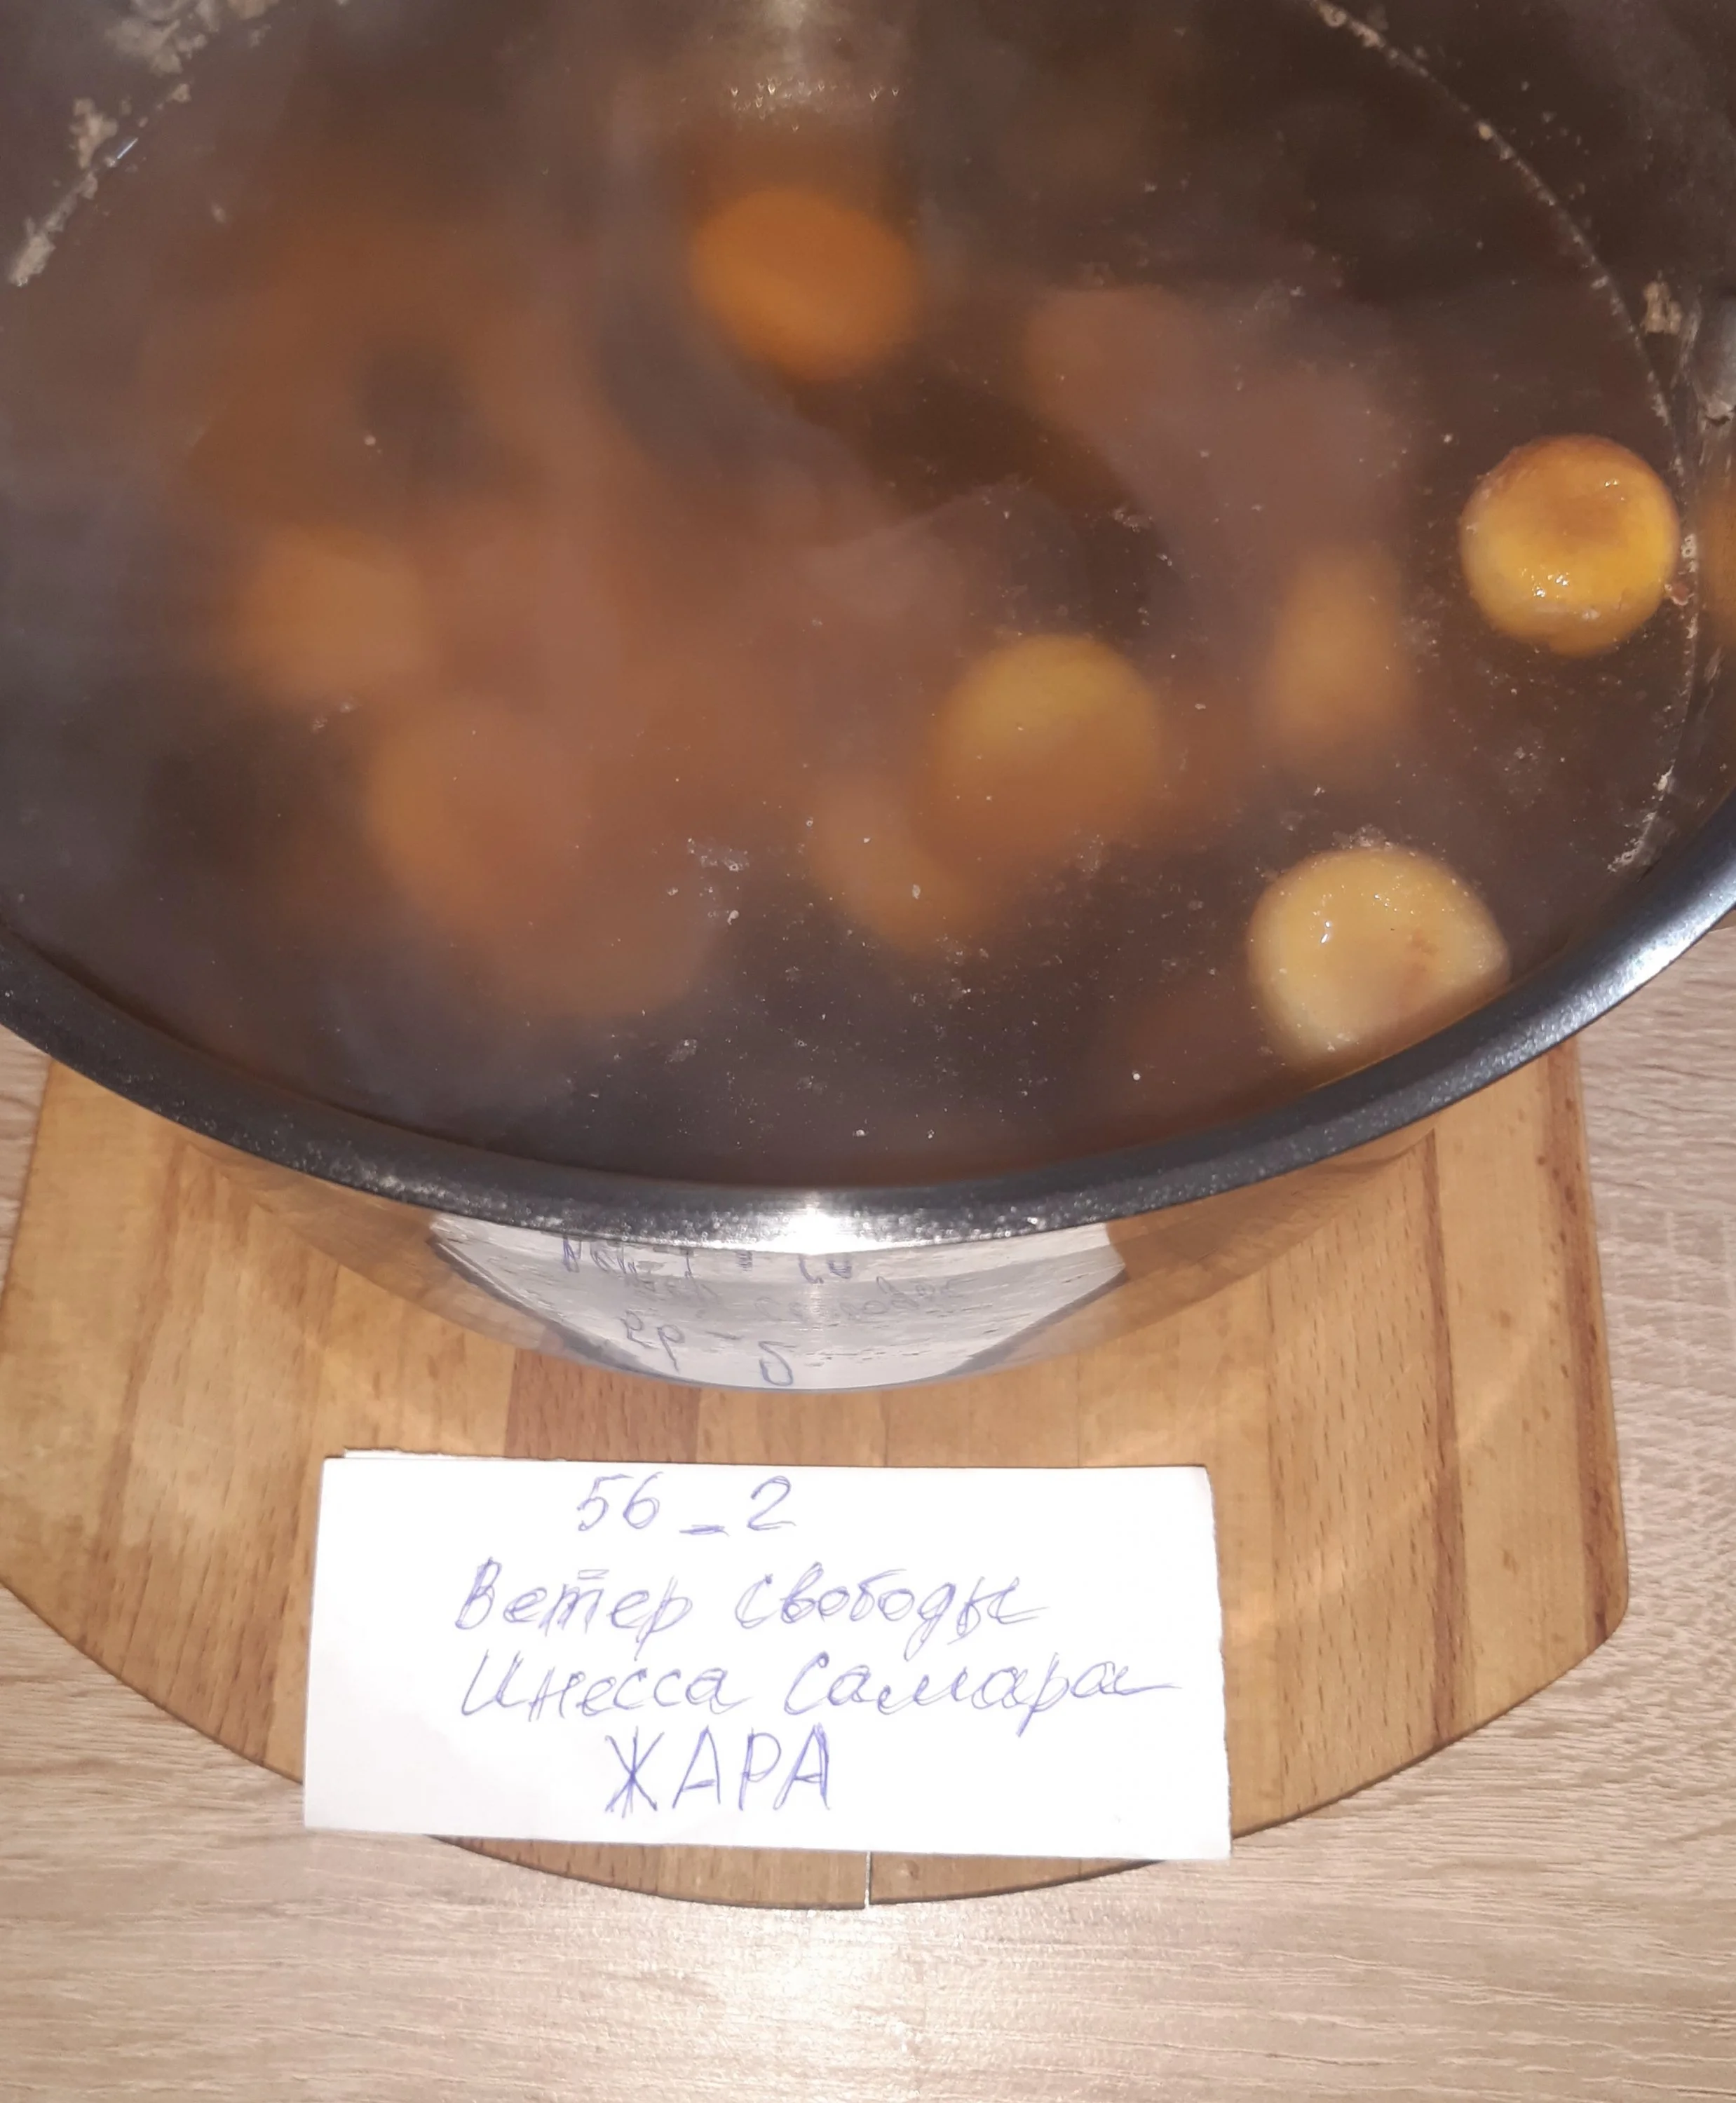 56_2
Ветер свободы
Инесса Самара
ЖАРА